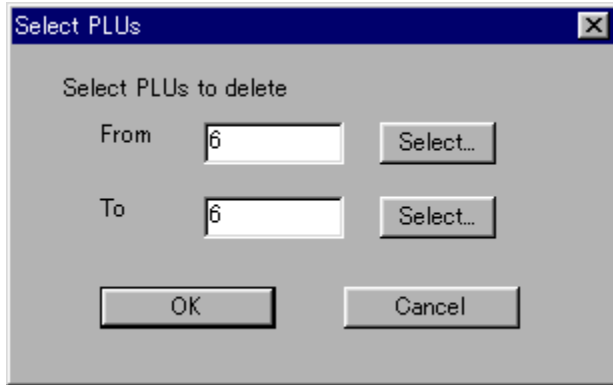 Select PLUs
Select PLUs to delete
From 6 Select...
To 6 Select...
OK Cancel